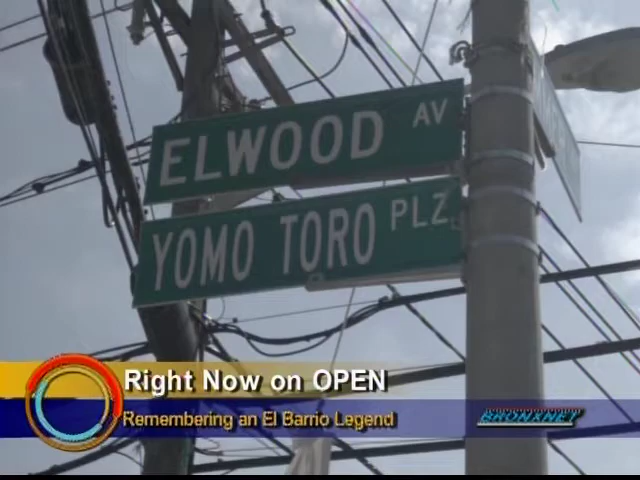 ELWOOD AV
YOMO TORO PLZ
Right Now on OPEN
Remembering an El Barrio Legend
BRONXNET